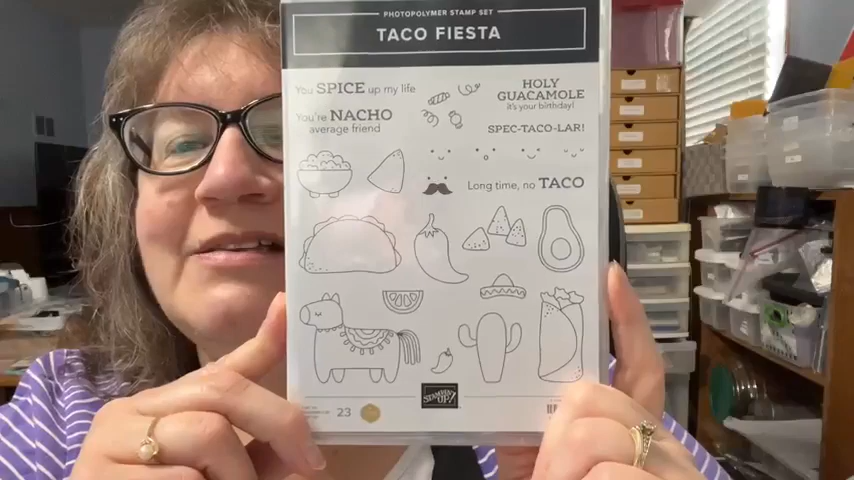 PHOTOPOLYMER STAMP SET
TACO FIESTA
You SPICE up my life
HOLY
GUACAMOLE
it's your birthday!
You're NACHO
average friend
SPEC-TACO-LAR!
Long time, no TACO
STAMPIN' UP!
23